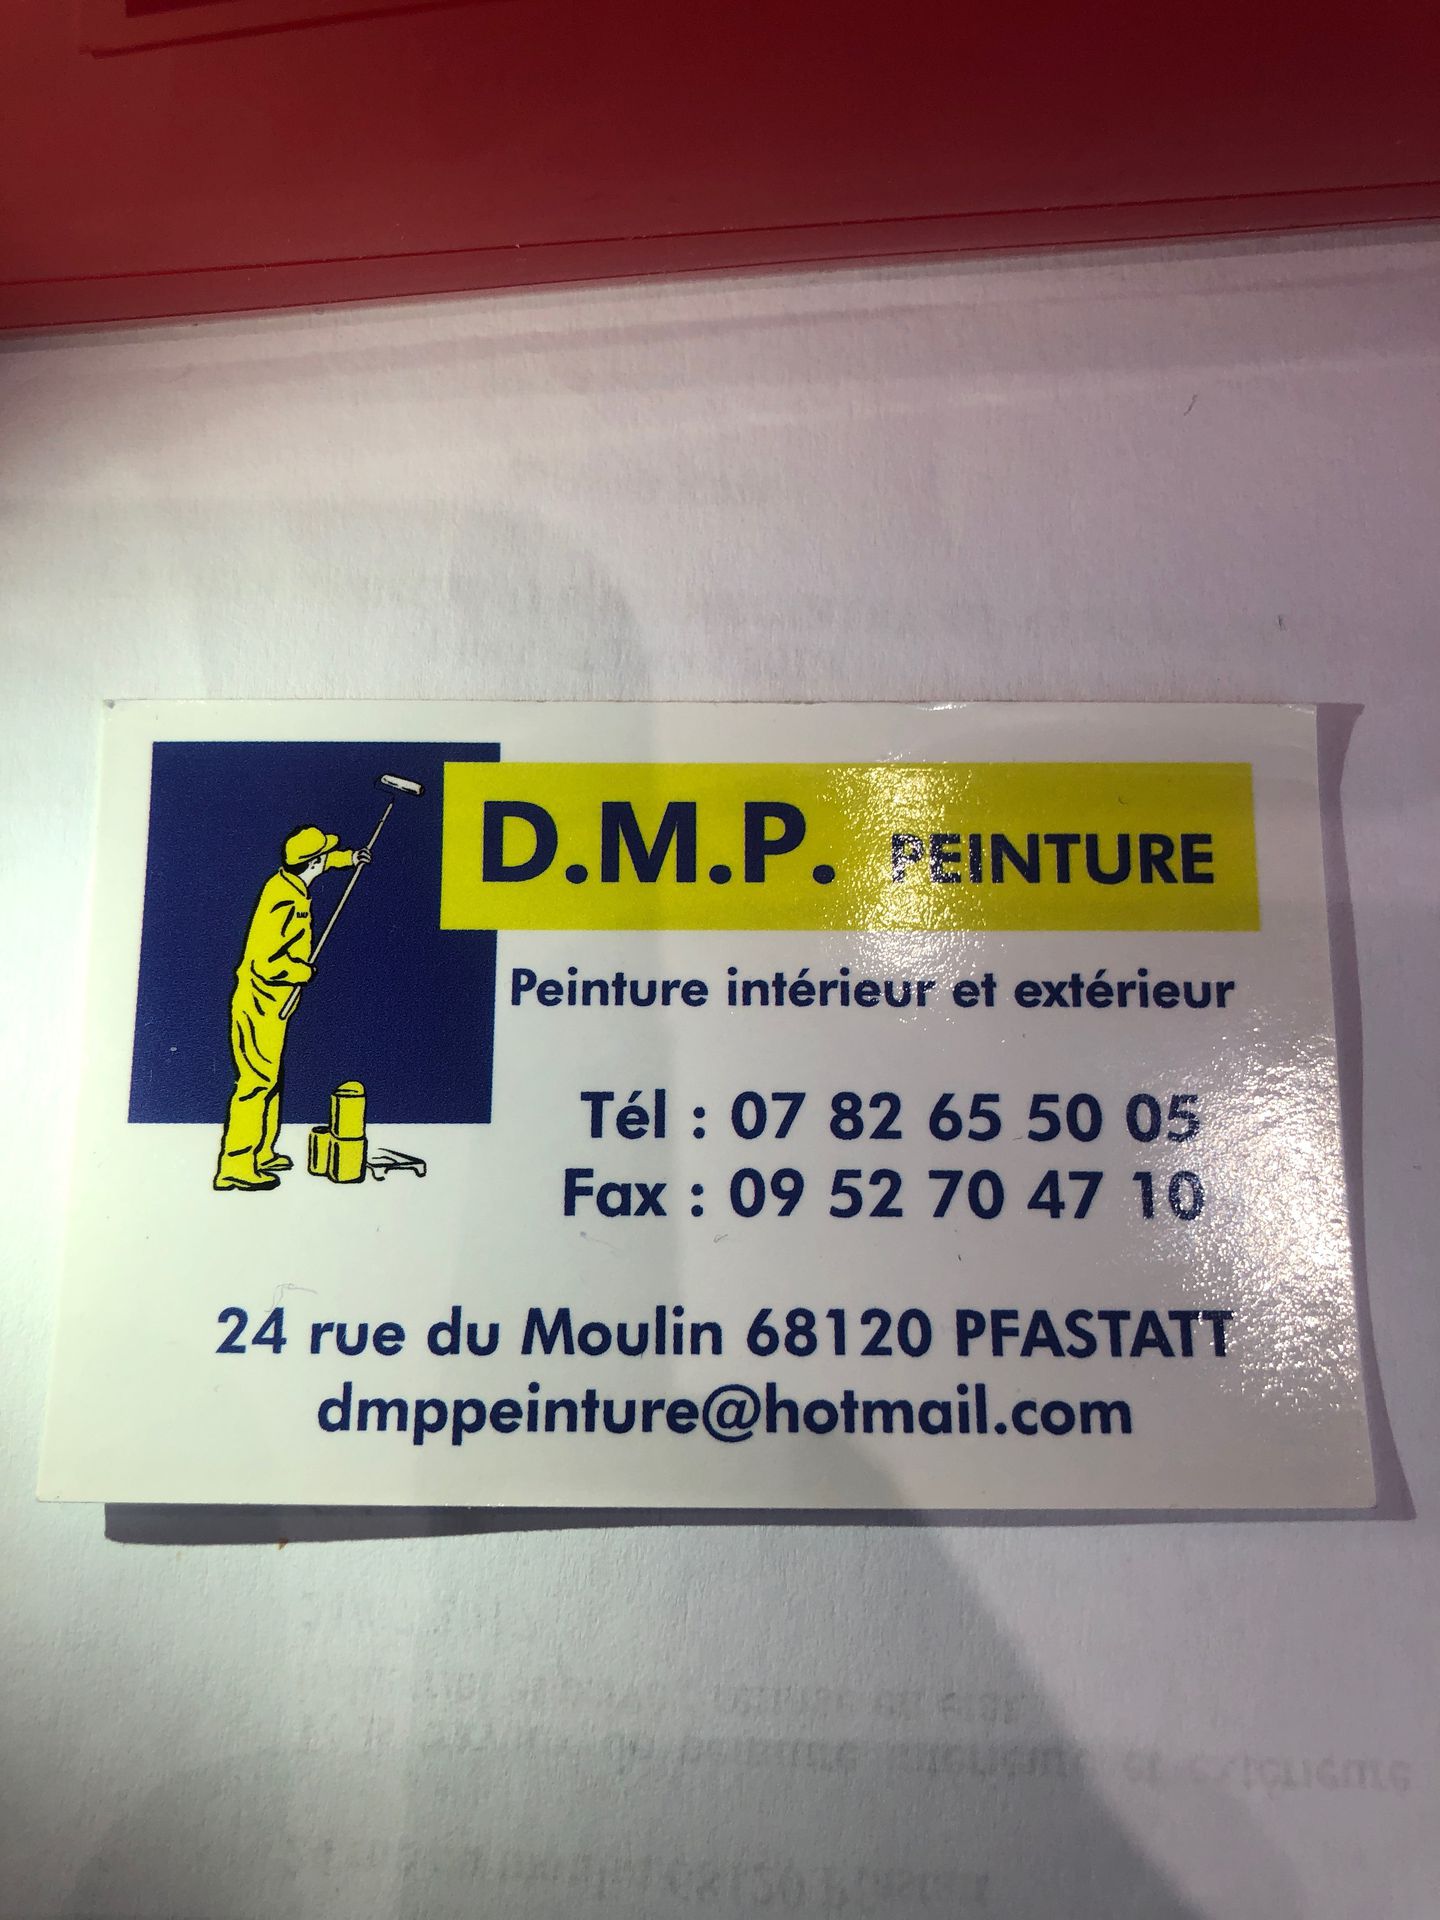 D.M.P. PEINTURE
Peinture intérieur et extérieur
Tél : 07 82 65 50 05
Fax : 09 52 70 47 10
24 rue du Moulin 68120 PFASTATT
dmppeinture@hotmail.com